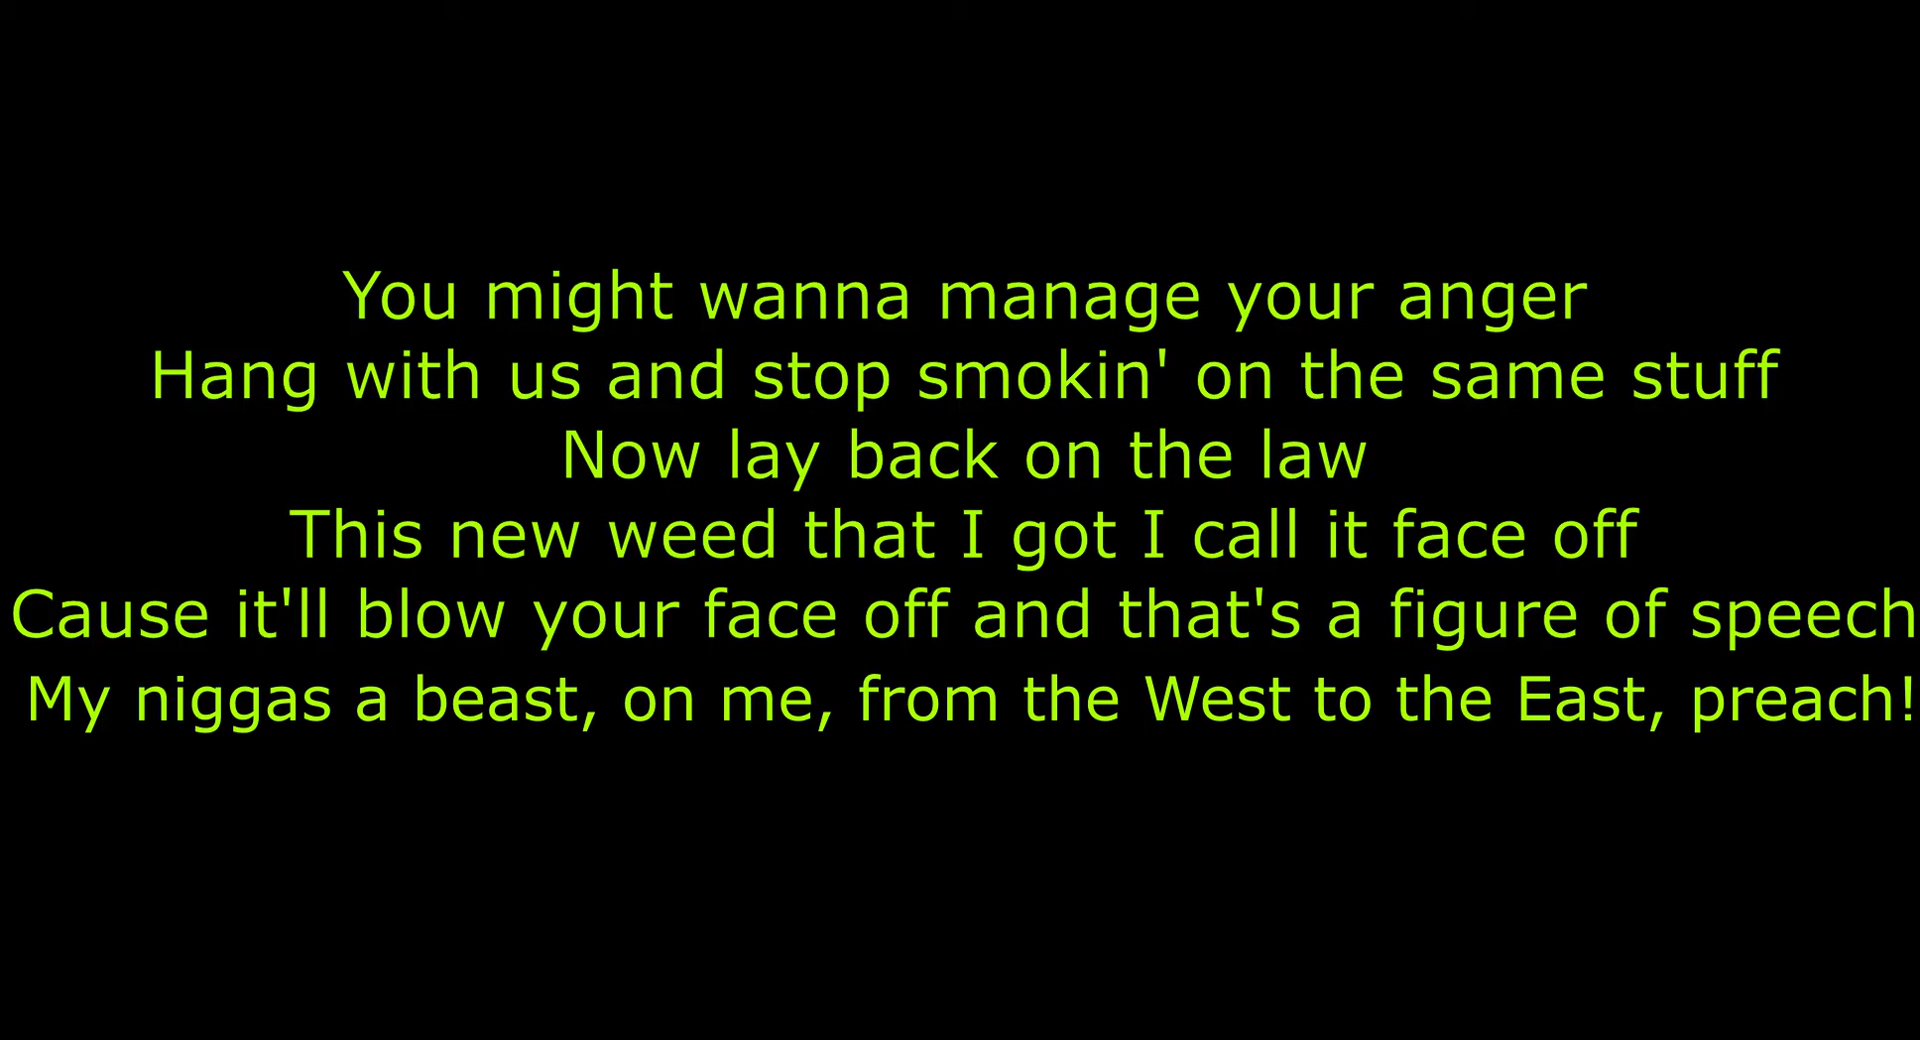 You might wanna manage your anger
Hang with us and stop smokin' on the same stuff
Now lay back on the law
This new weed that I got I call it face off
Cause it'll blow your face off and that's a figure of speech
My niggas a beast, on me, from the West to the East, preach!